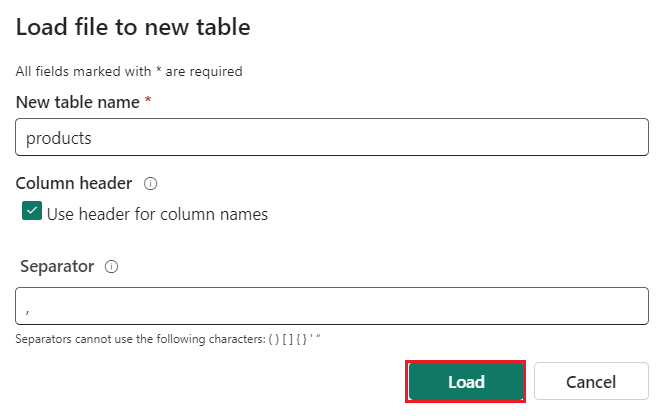 Load file to new table
All fields marked with * are required
New table name *
products
Column header
Use header for column names
Separator
,
Separators cannot use the following characters: ( ) [ ] { } ' "
Load Cancel